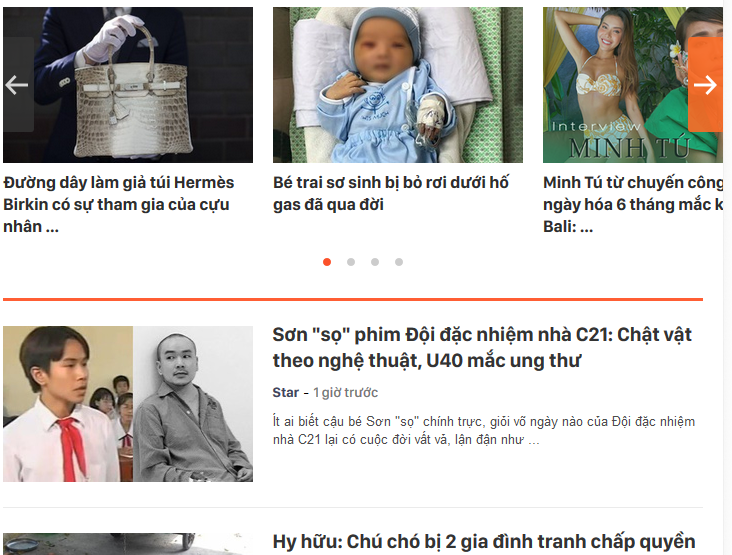 Interview
MINH TÚ
Đường dây làm giả túi Hermès
Birkin có sự tham gia của cựu
nhân ...
Bé trai sơ sinh bị bỏ rơi dưới hố
gas đã qua đời
Minh Tú từ chuyến công
ngày hóa 6 tháng mắc k
Bali: ...
Sơn "sọ" phim Đội đặc nhiệm nhà C21: Chật vật
theo nghệ thuật, U40 mắc ung thư
Star - 1 giờ trước
Ít ai biết cậu bé Sơn "sọ" chính trực, giỏi võ ngày nào của Đội đặc nhiệm
nhà C21 lại có cuộc đời vất vả, lận đận như ...
Hy hữu: Chú chó bị 2 gia đình tranh chấp quyền